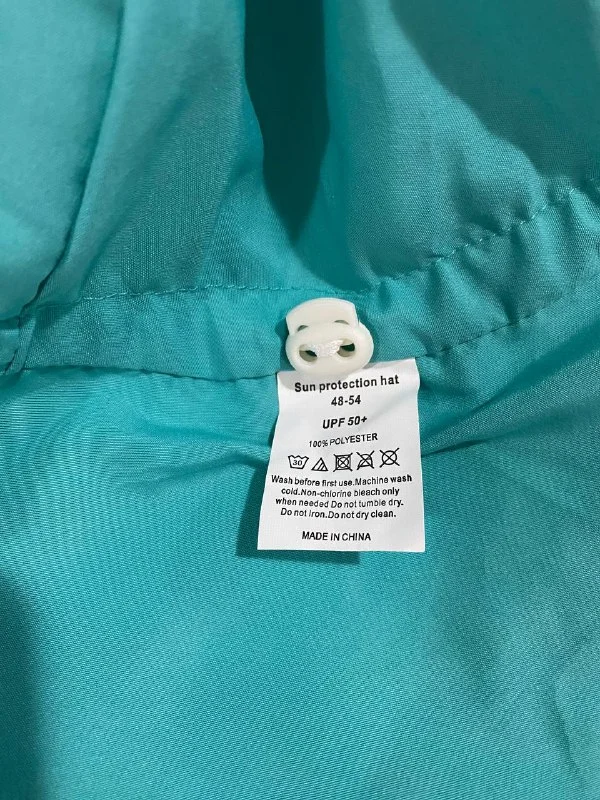 Sun protection hat
48-54
UPF 50+
100% POLYESTER
30
Wash before first use.Machine wash
cold.Non-chlorine bleach only
when needed Do not tumble dry.
Do not Iron.Do not dry clean.
MADE IN CHINA